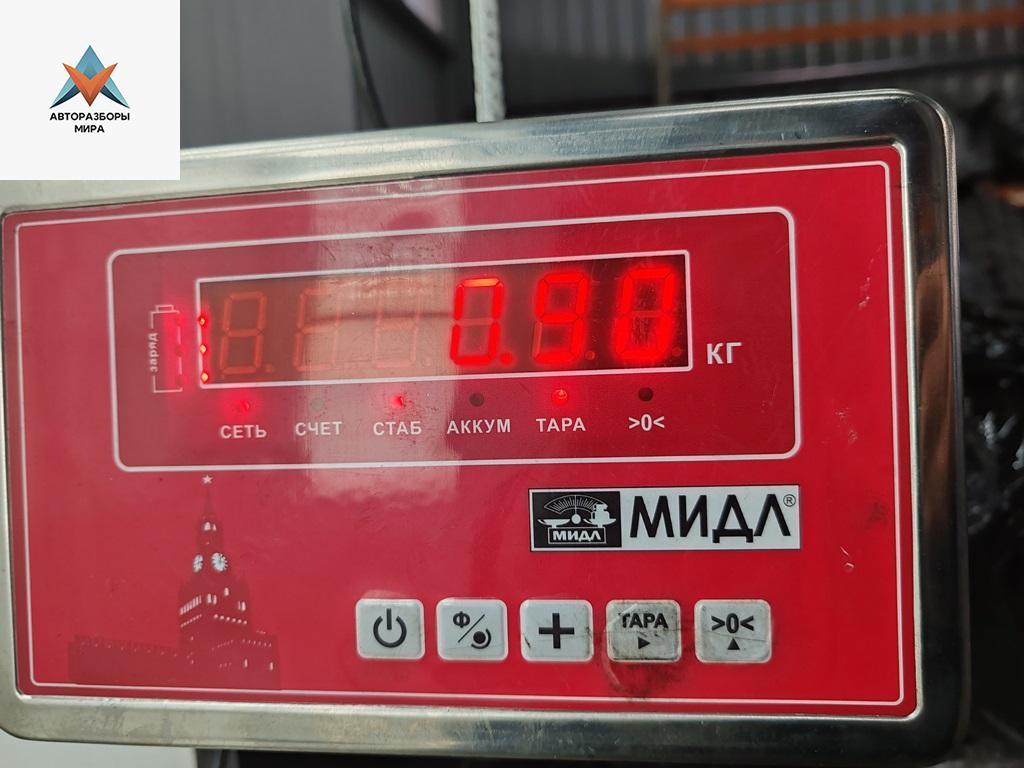 АВТОРАЗБОРЫ
МИРА
заряд
0.90
КГ
СЕТЬ СЧЕТ СТАБ АККУМ ТАРА >0<
МИДЛ МИДЛ®
Ф ТАРА >0<